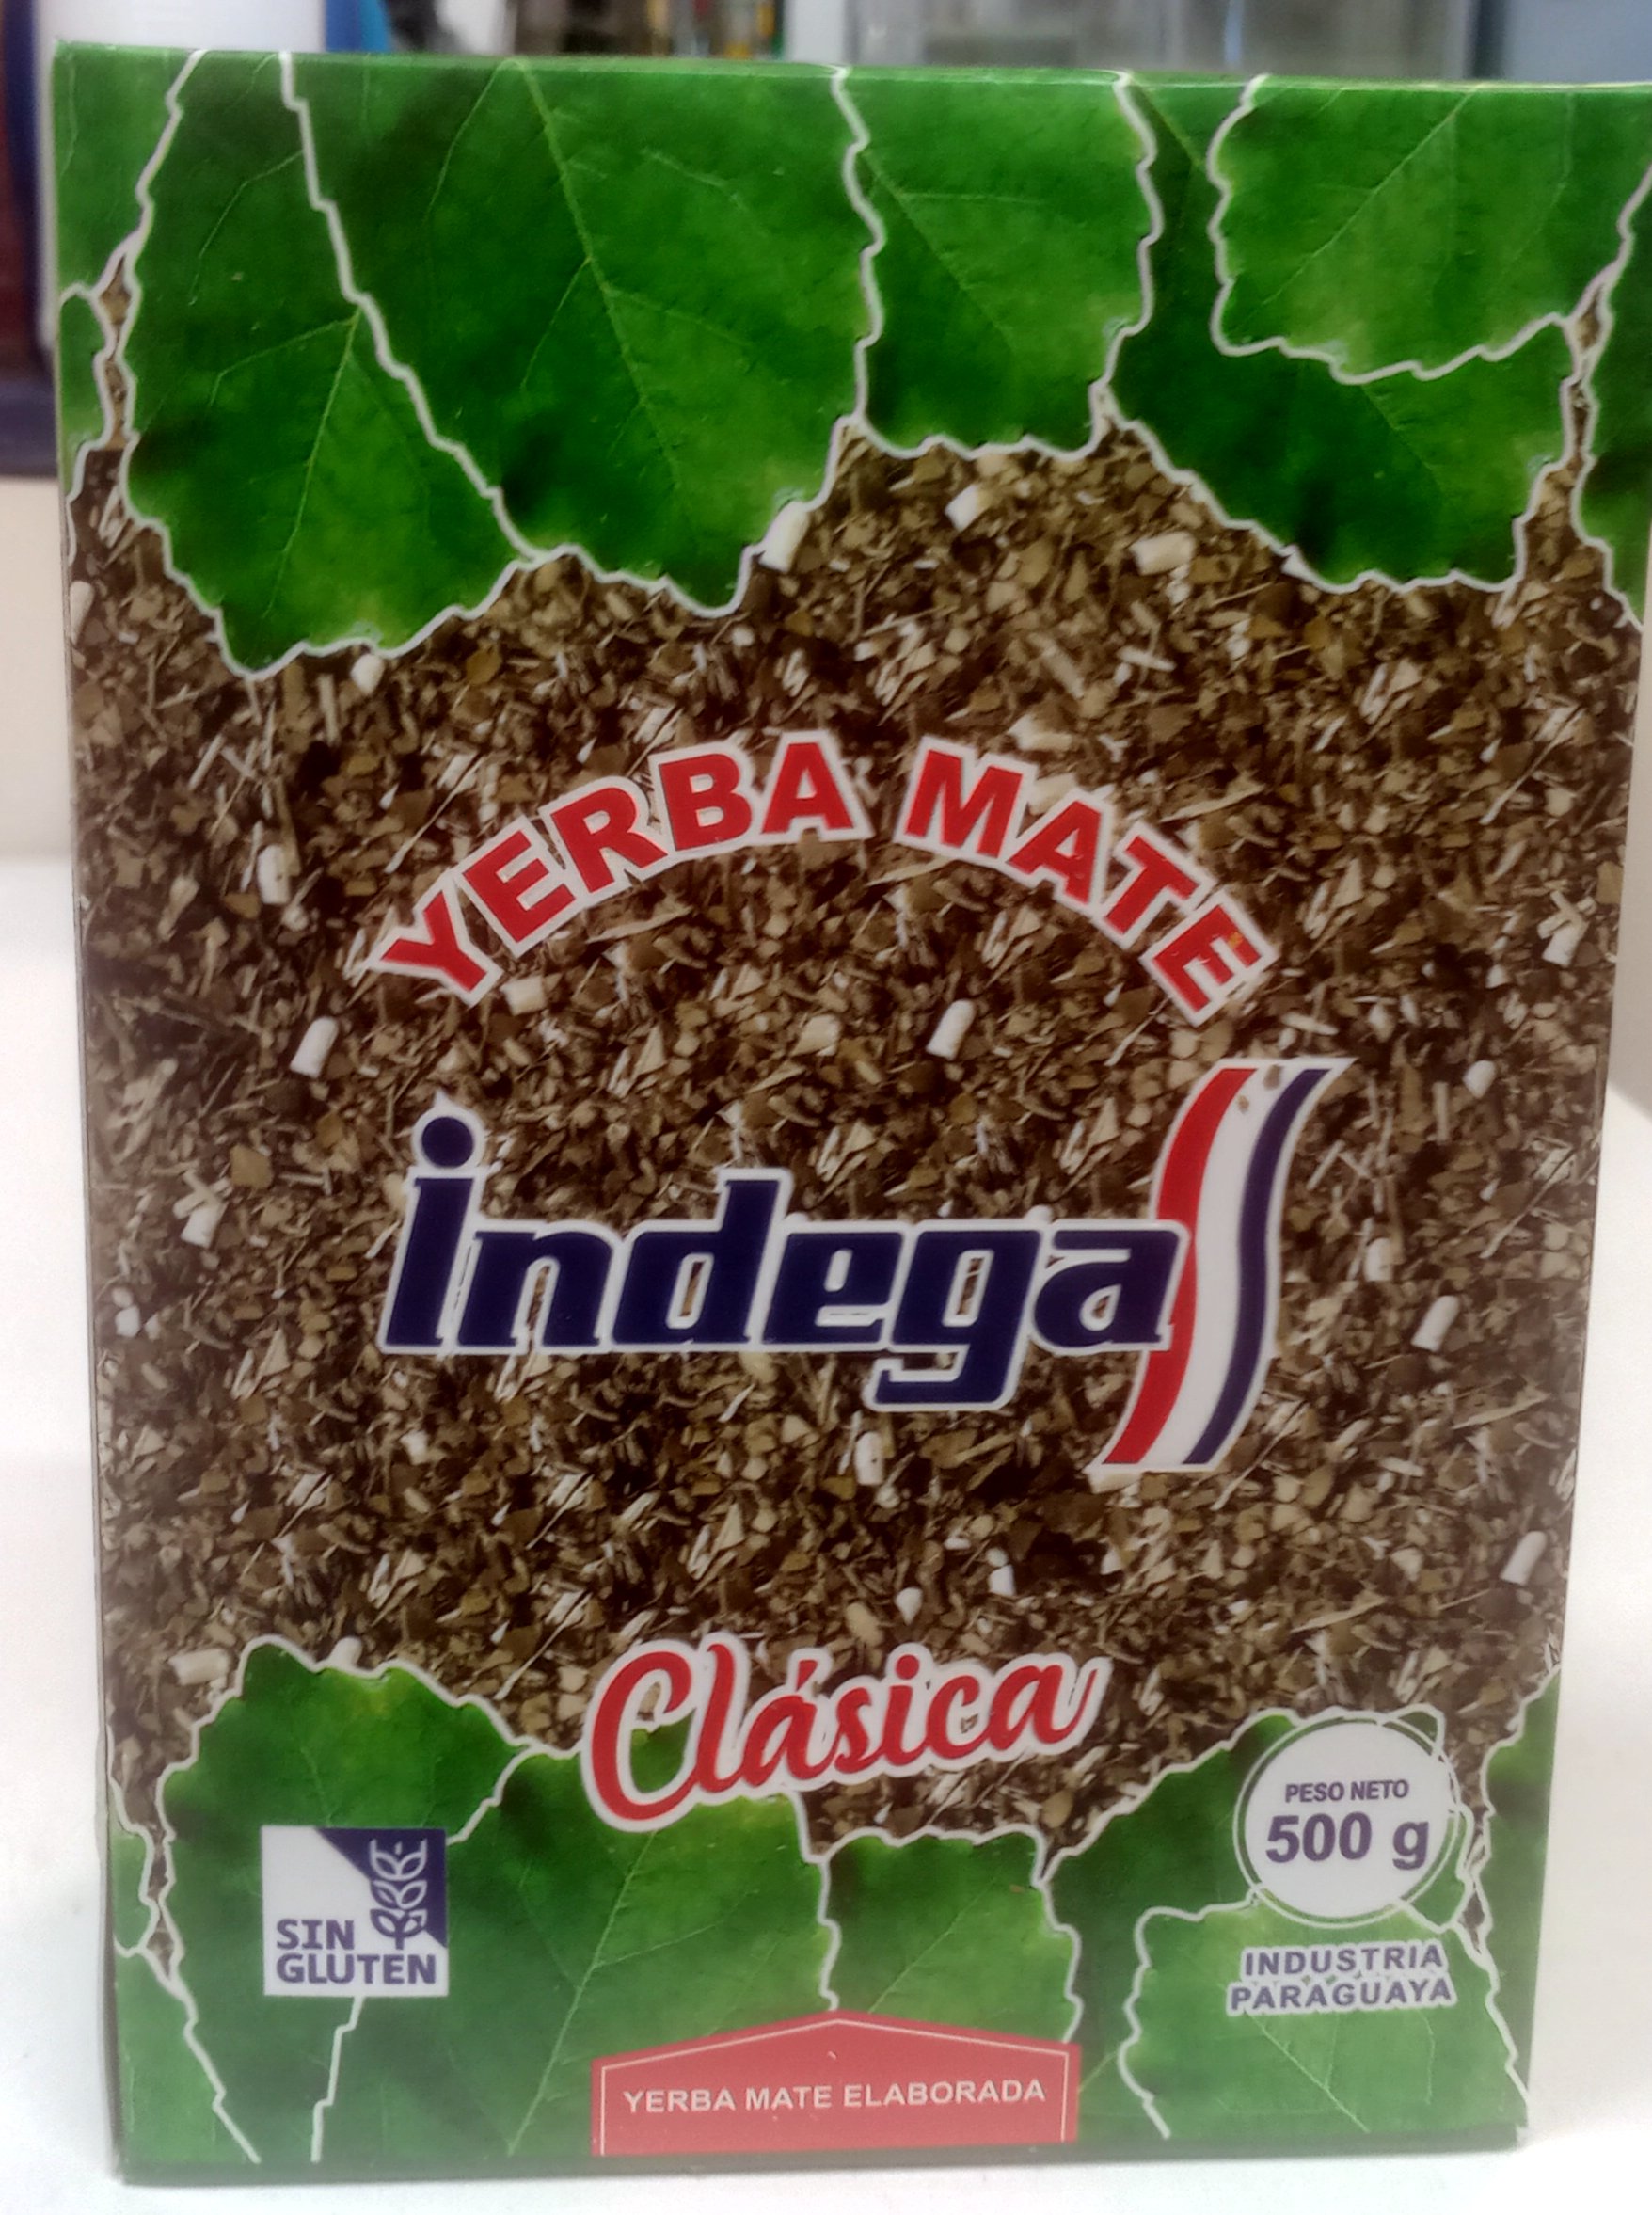 YERBA MATE
indega
Clásica
PESO NETO
500 g
SIN
GLUTEN
INDUSTRIA
PARAGUAYA
YERBA MATE ELABORADA